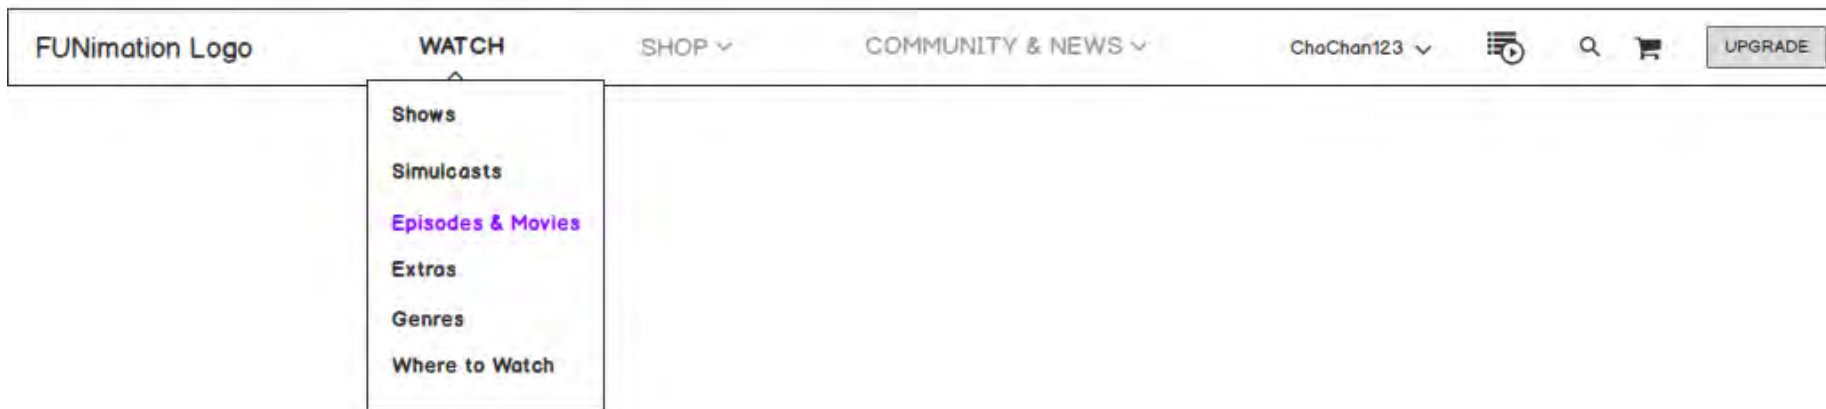 FUNimation Logo WATCH SHOP COMMUNITY & NEWS ChaChan123 UPGRADE
Shows
Simulcasts
Episodes & Movies
Extras
Genres
Where to Watch